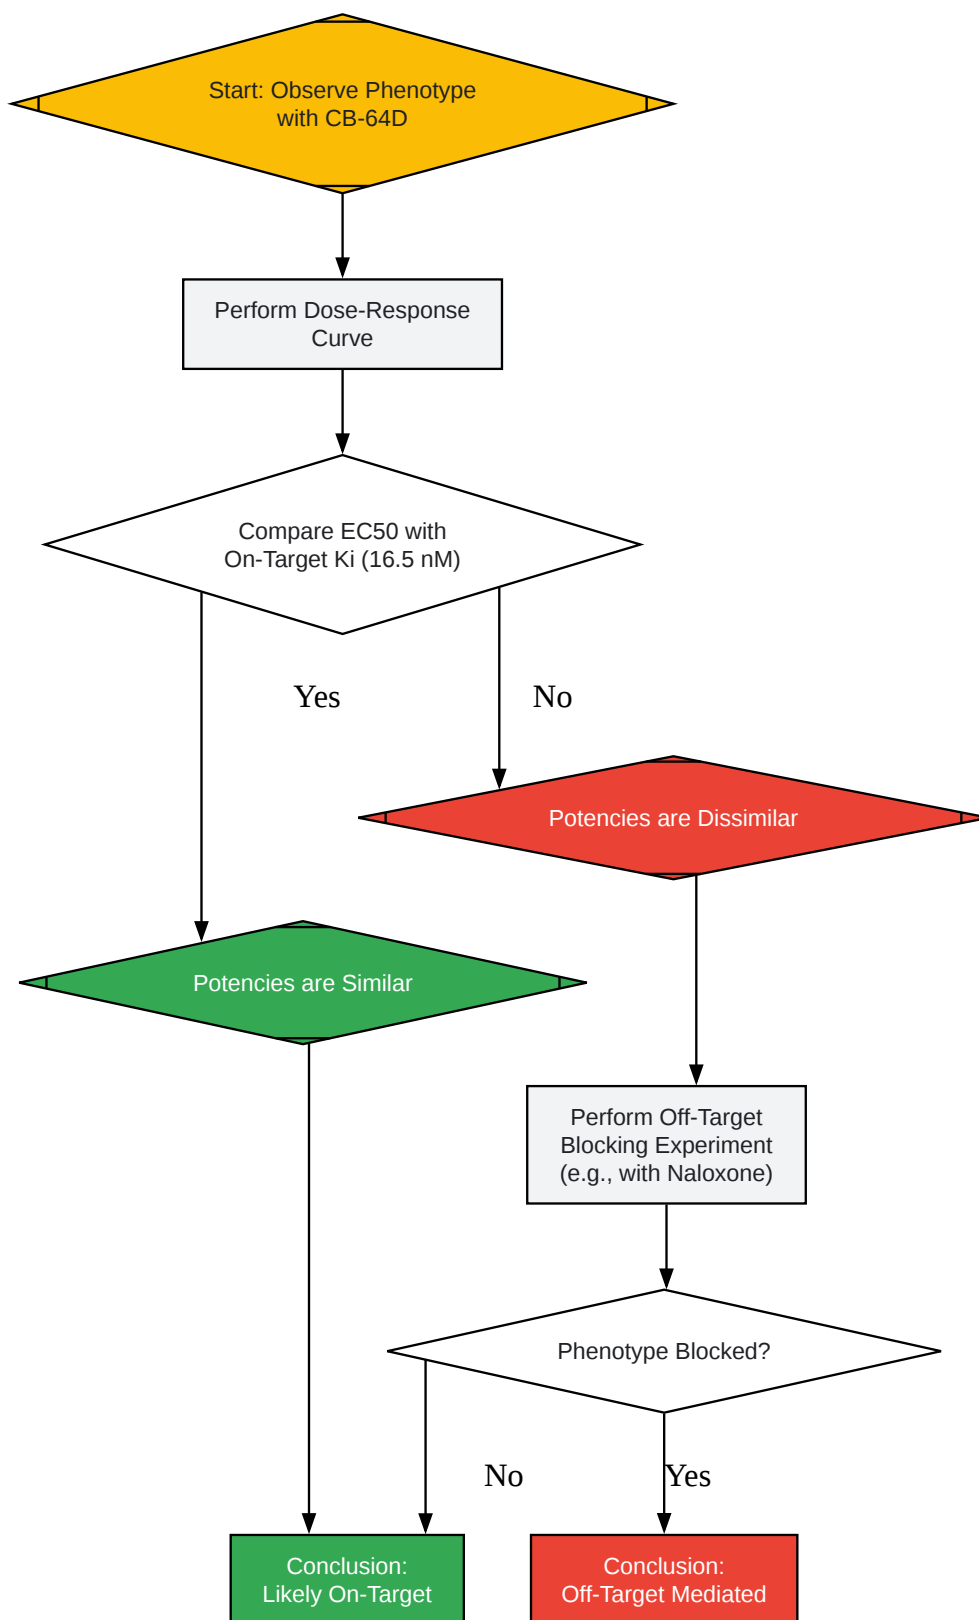 Start: Observe Phenotype
with CB-64D
Perform Dose-Response
Curve
Compare EC50 with
On-Target Ki (16.5 nM)
Yes
No
Potencies are Dissimilar
Potencies are Similar
Perform Off-Target
Blocking Experiment
(e.g., with Naloxone)
Phenotype Blocked?
No
Yes
Conclusion:
Likely On-Target
Conclusion:
Off-Target Mediated